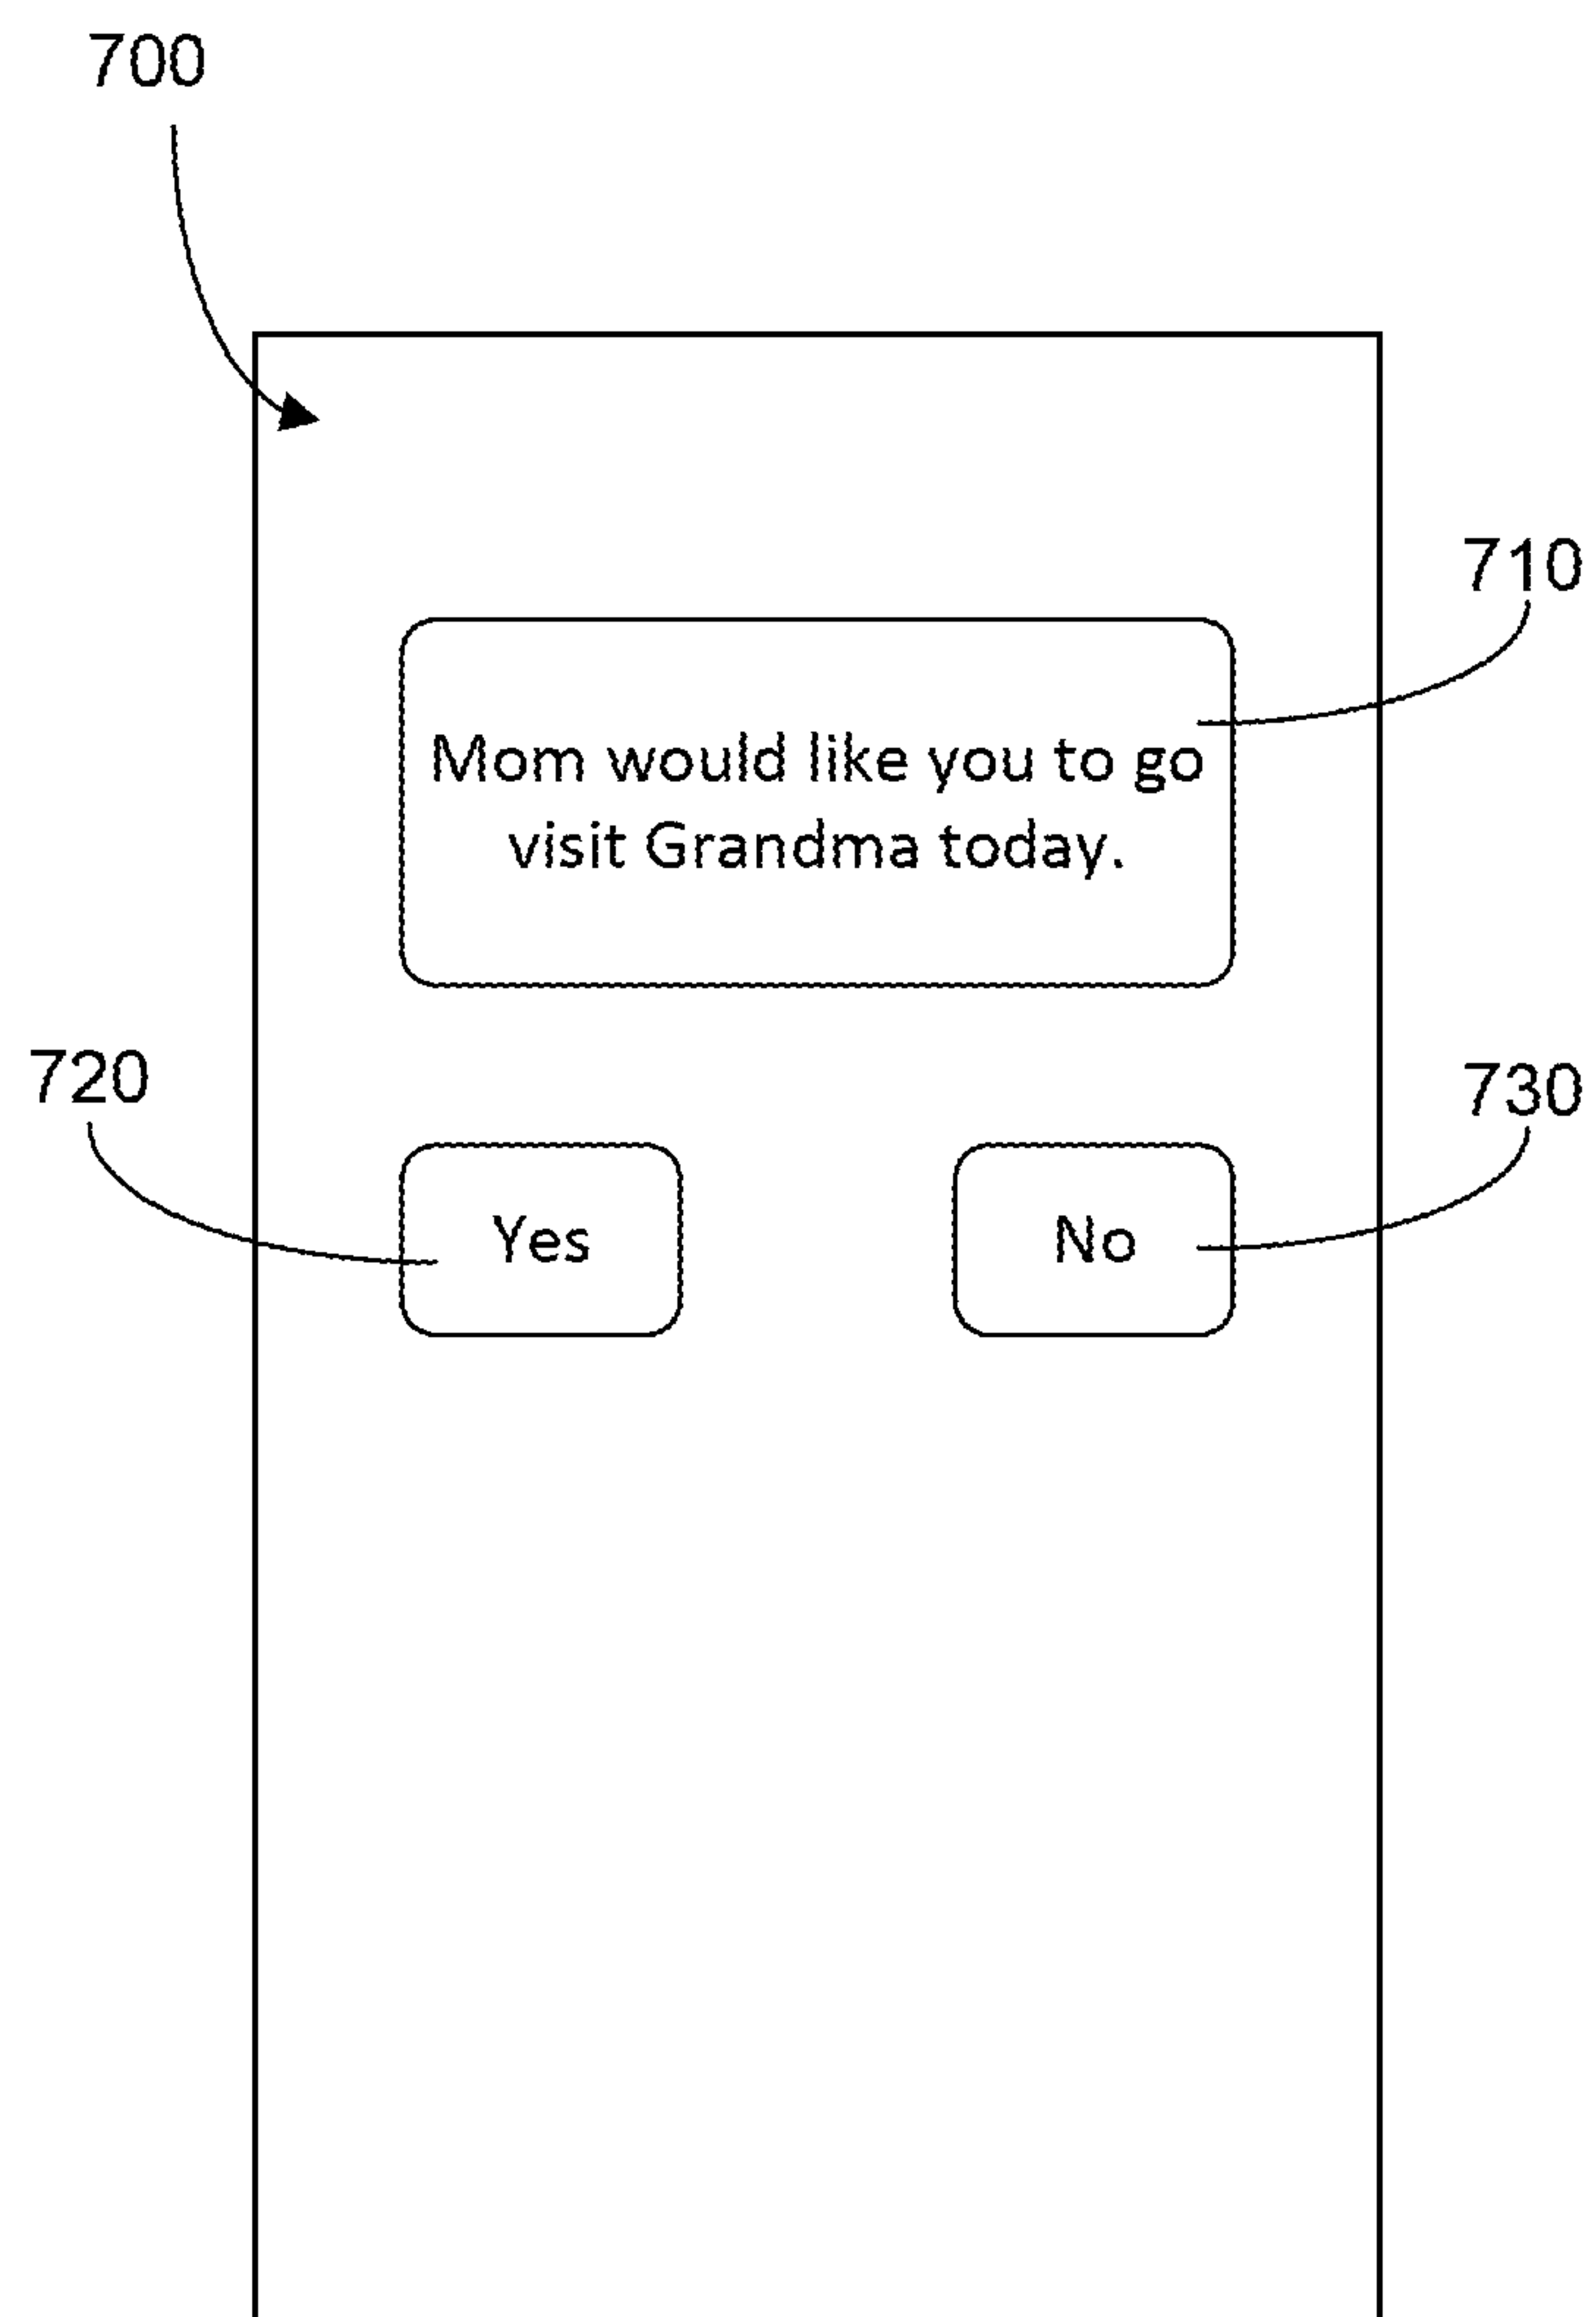 700
710
Mom would like you to go
visit Grandma today.
720
730
Yes
No